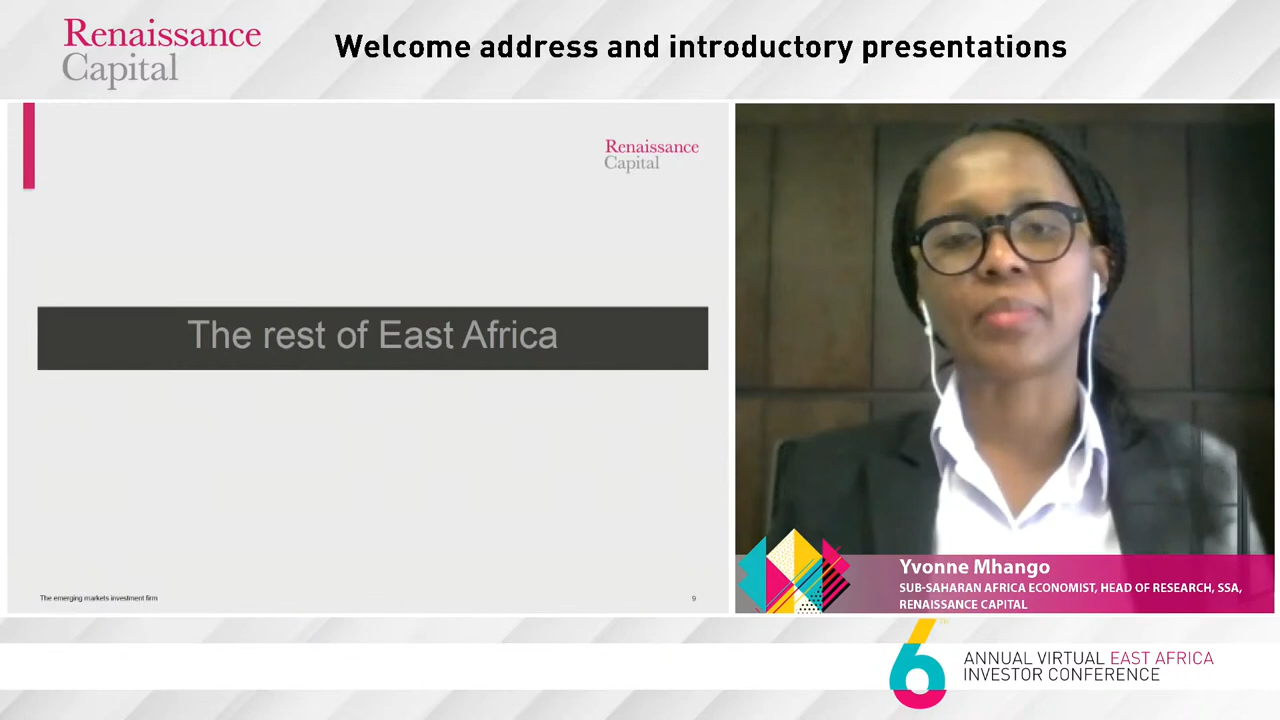 Renaissance
Capital
Welcome address and introductory presentations
Renaissance
Capital
The rest of East Africa
The emerging markets investment firm
9
Yvonne Mhango
SUB-SAHARAN AFRICA ECONOMIST, HEAD OF RESEARCH, SSA,
RENAISSANCE CAPITAL
6TH
ANNUAL VIRTUAL EAST AFRICA
INVESTOR CONFERENCE